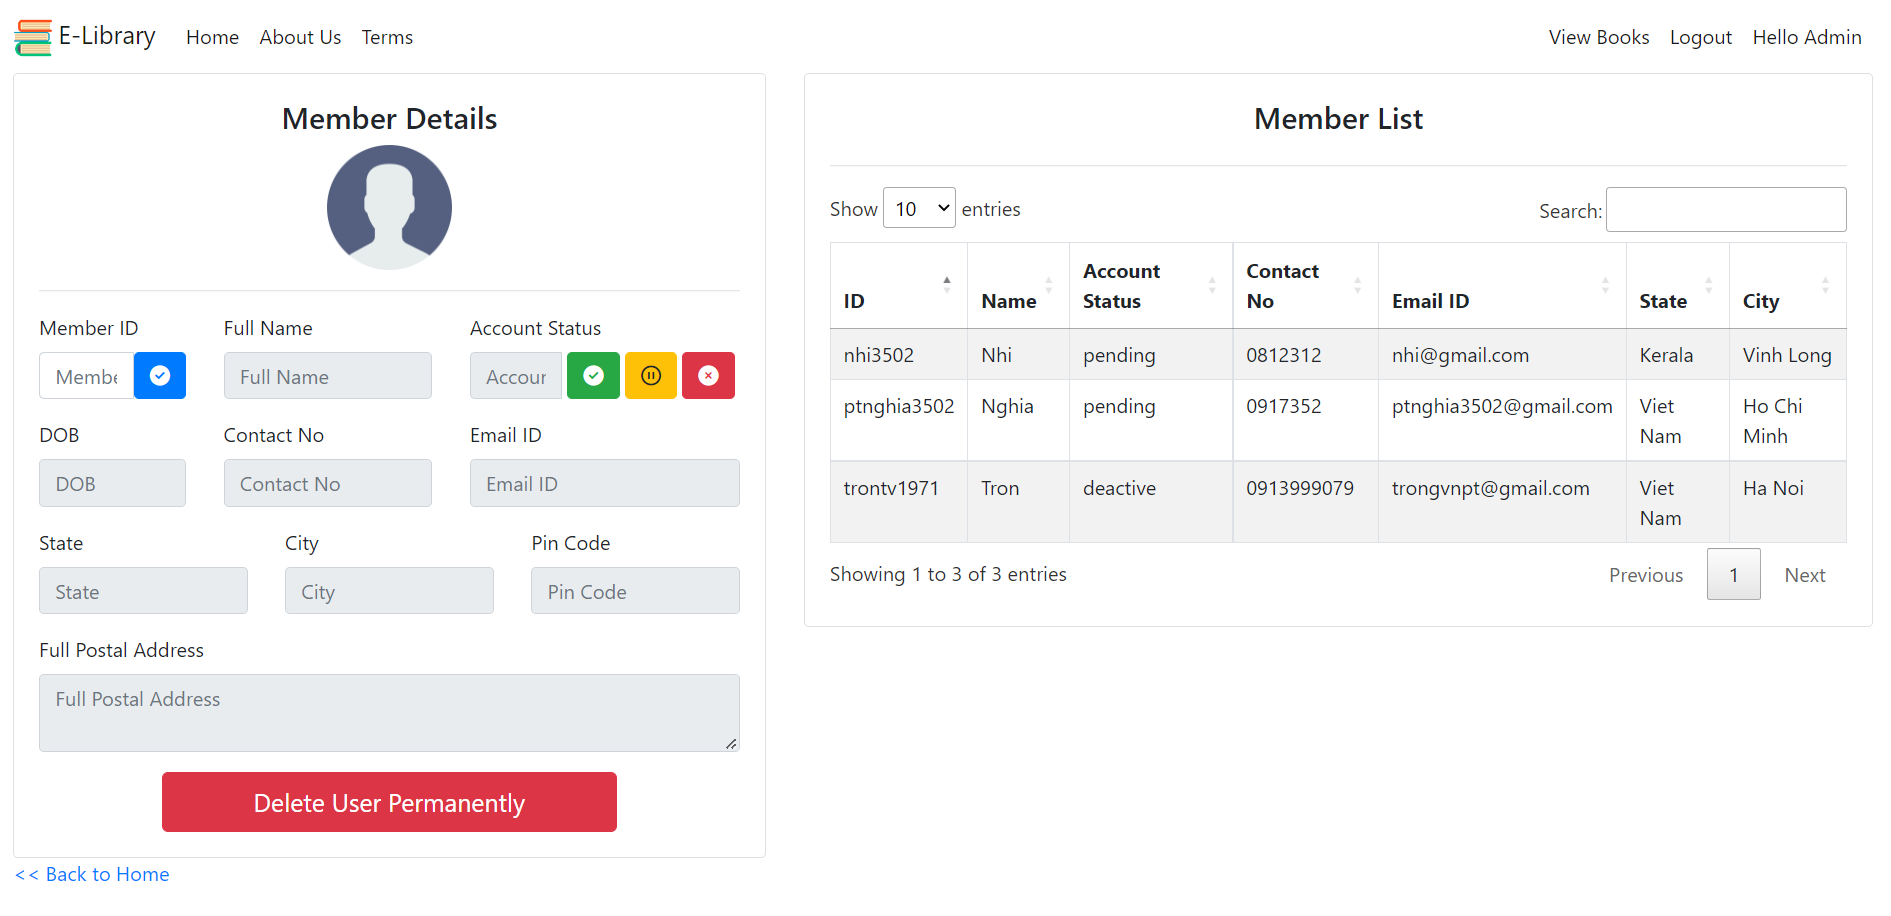 E-Library Home About Us Terms View Books Logout Hello Admin
Member Details
Member ID Full Name Account Status
Membe Full Name Accour
DOB Contact No Email ID
DOB Contact No Email ID
State City Pin Code
State City Pin Code
Full Postal Address
Full Postal Address
Delete User Permanently
<< Back to Home
Member List
Show 10 entries Search:
ID Name Account Status Contact No Email ID State City
nhi3502 Nhi pending 0812312 nhi@gmail.com Kerala Vinh Long
ptnghia3502 Nghia pending 0917352 ptnghia3502@gmail.com Viet Nam Ho Chi Minh
trontv1971 Tron deactive 0913999079 trongvnpt@gmail.com Viet Nam Ha Noi
Showing 1 to 3 of 3 entries Previous 1 Next